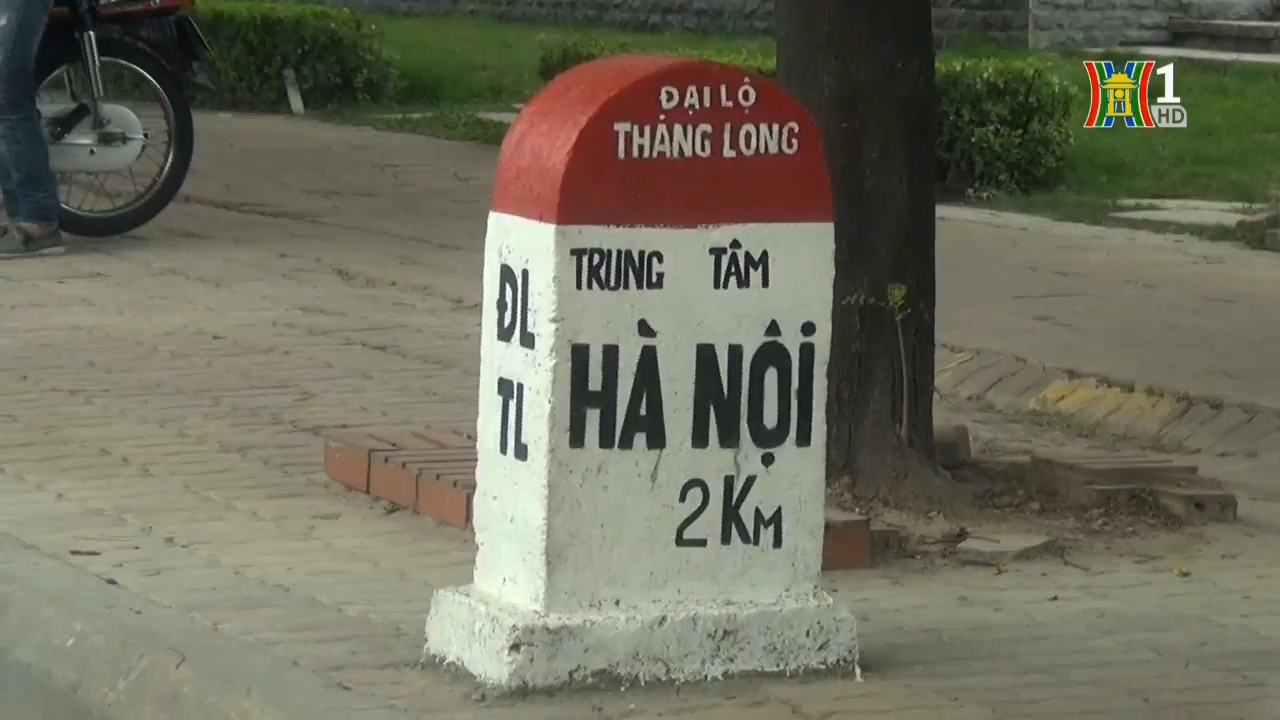 ĐẠI LỘ
THĂNG LONG
TRUNG TÂM
HÀ NỘI
2 KM
ĐL
TL
1
HD